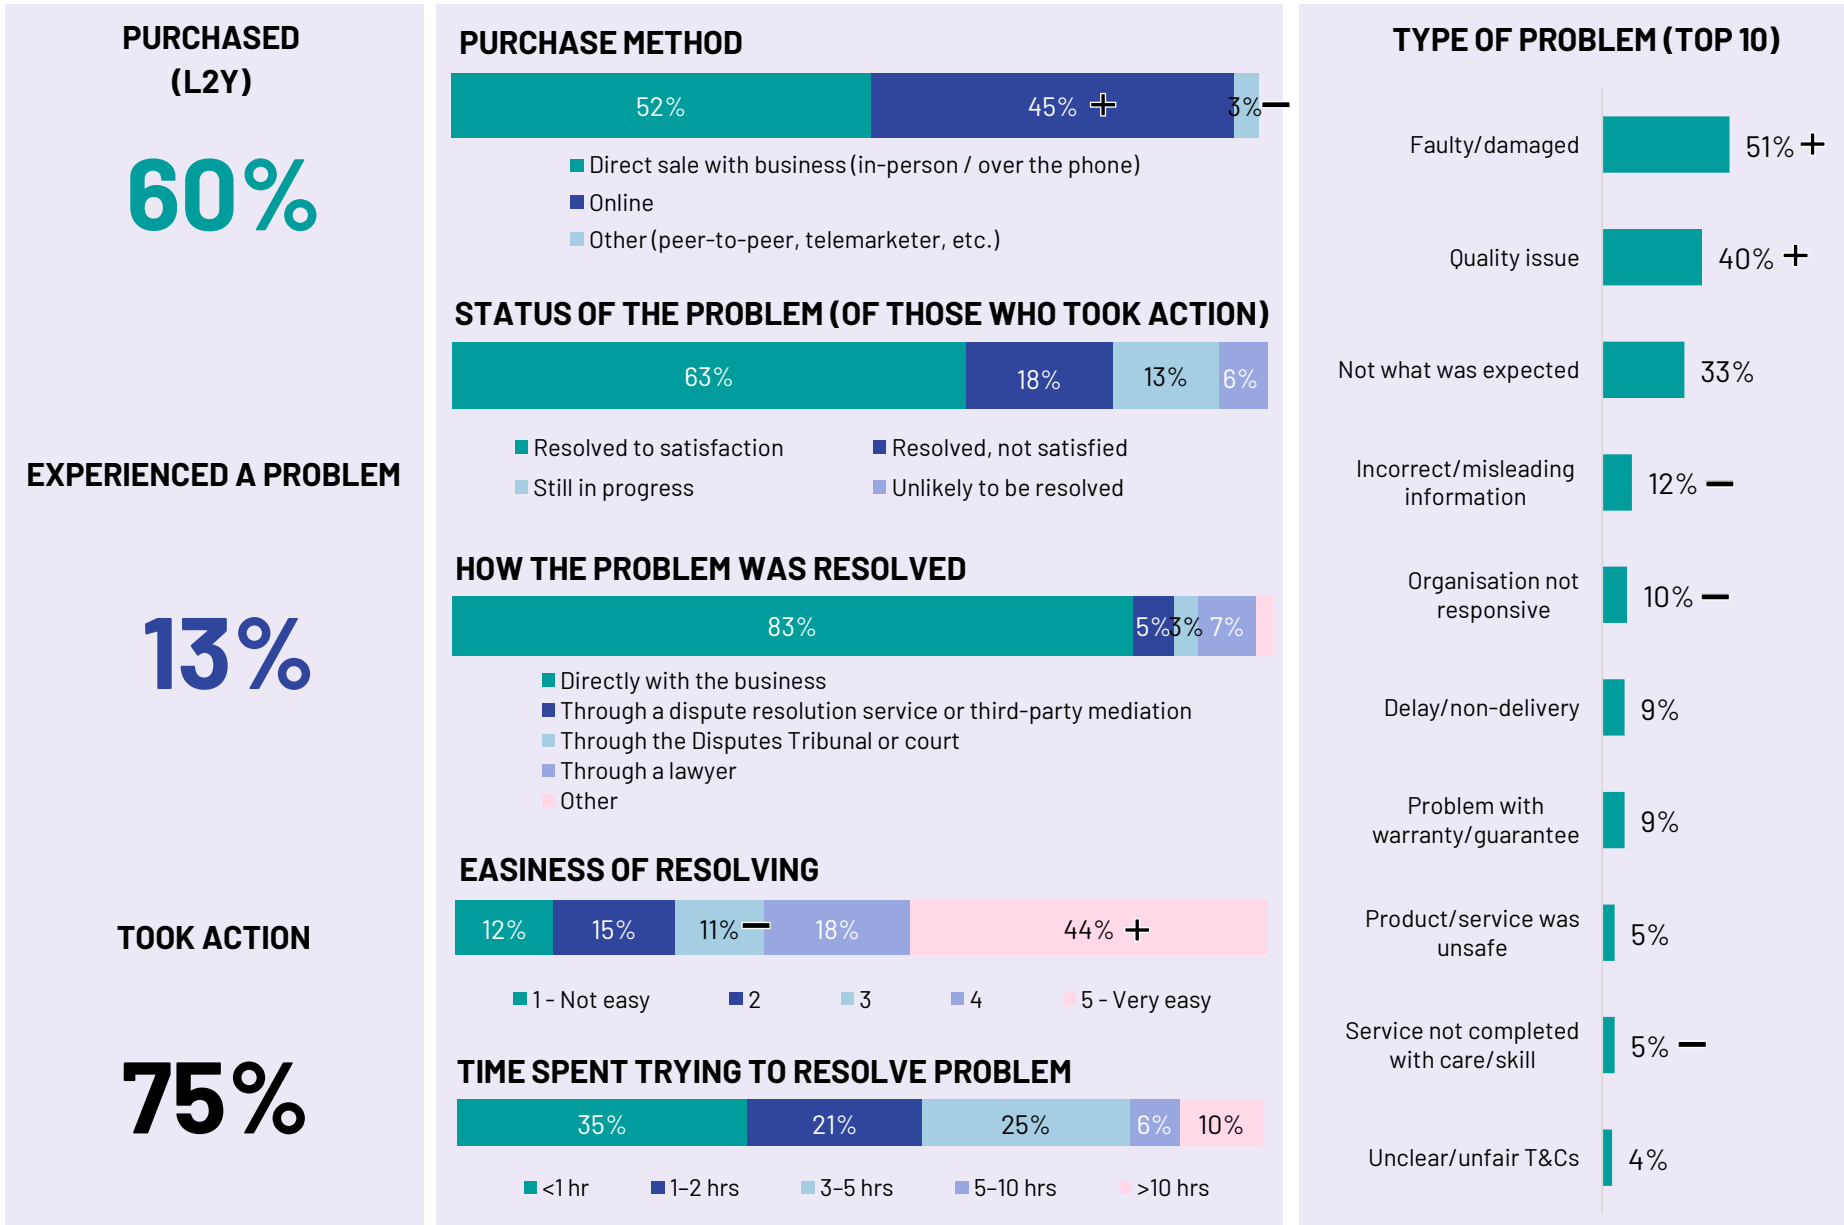 PURCHASED
(L2Y)
60%
EXPERIENCED A PROBLEM
13%
TOOK ACTION
75%
PURCHASE METHOD
52%
45% +
3% –
Direct sale with business (in-person / over the phone)
Online
Other (peer-to-peer, telemarketer, etc.)
STATUS OF THE PROBLEM (OF THOSE WHO TOOK ACTION)
63%
18%
13%
6%
Resolved to satisfaction
Resolved, not satisfied
Still in progress
Unlikely to be resolved
HOW THE PROBLEM WAS RESOLVED
83%
5%
3%
7%
Directly with the business
Through a dispute resolution service or third-party mediation
Through the Disputes Tribunal or court
Through a lawyer
Other
EASINESS OF RESOLVING
12%
15%
11% –
18%
44% +
1 - Not easy
2
3
4
5 - Very easy
TIME SPENT TRYING TO RESOLVE PROBLEM
35%
21%
25%
6%
10%
<1 hr
1–2 hrs
3–5 hrs
5–10 hrs
>10 hrs
TYPE OF PROBLEM (TOP 10)
Faulty/damaged
51% +
Quality issue
40% +
Not what was expected
33%
Incorrect/misleading
information
12% –
Organisation not
responsive
10% –
Delay/non-delivery
9%
Problem with
warranty/guarantee
9%
Product/service was
unsafe
5%
Service not completed
with care/skill
5% –
Unclear/unfair T&Cs
4%